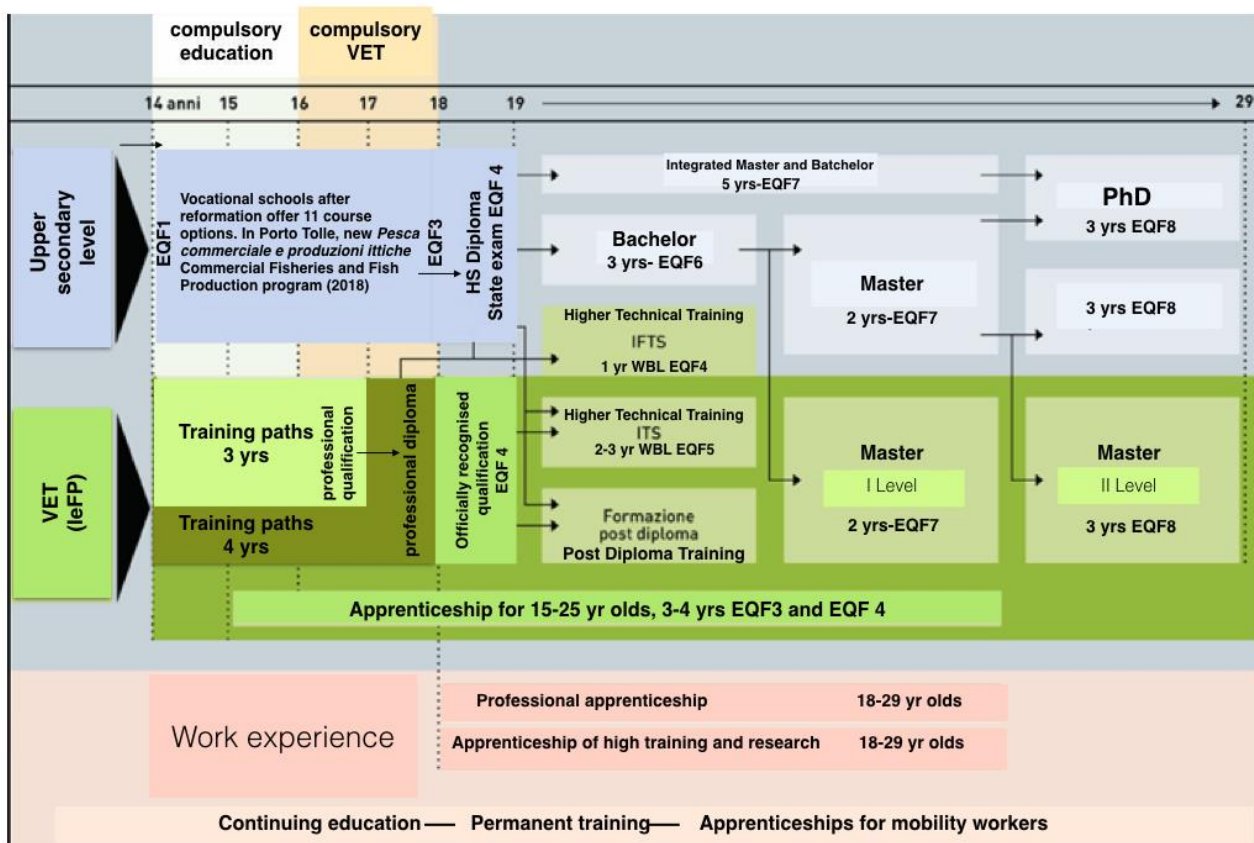 compulsory
education
compulsory
VET
14 anni
15
16
17
18
19
29
Upper
secondary
level
EQF1
Vocational schools after
reformation offer 11 course
options. In Porto Tolle, new Pesca
commerciale e produzioni ittiche
Commercial Fisheries and Fish
Production program (2018)
EQF3
HS Diploma
State exam EQF 4
Integrated Master and Batchelor
5 yrs-EQF7
PhD
3 yrs EQF8
Bachelor
3 yrs- EQF6
Master
2 yrs-EQF7
3 yrs EQF8
Higher Technical Training
IFTS
1 yr WBL EQF4
VET
(IeFP)
Training paths
3 yrs
professional
qualification
Training paths
4 yrs
professional diploma
Officially recognised
qualification
EQF 4
Higher Technical Training
ITS
2-3 yr WBL EQF5
Formazione
post diploma
Post Diploma Training
Master
I Level
2 yrs-EQF7
Master
II Level
3 yrs EQF8
Apprenticeship for 15-25 yr olds, 3-4 yrs EQF3 and EQF 4
Work experience
Professional apprenticeship 18-29 yr olds
Apprenticeship of high training and research 18-29 yr olds
Continuing education — Permanent training — Apprenticeships for mobility workers